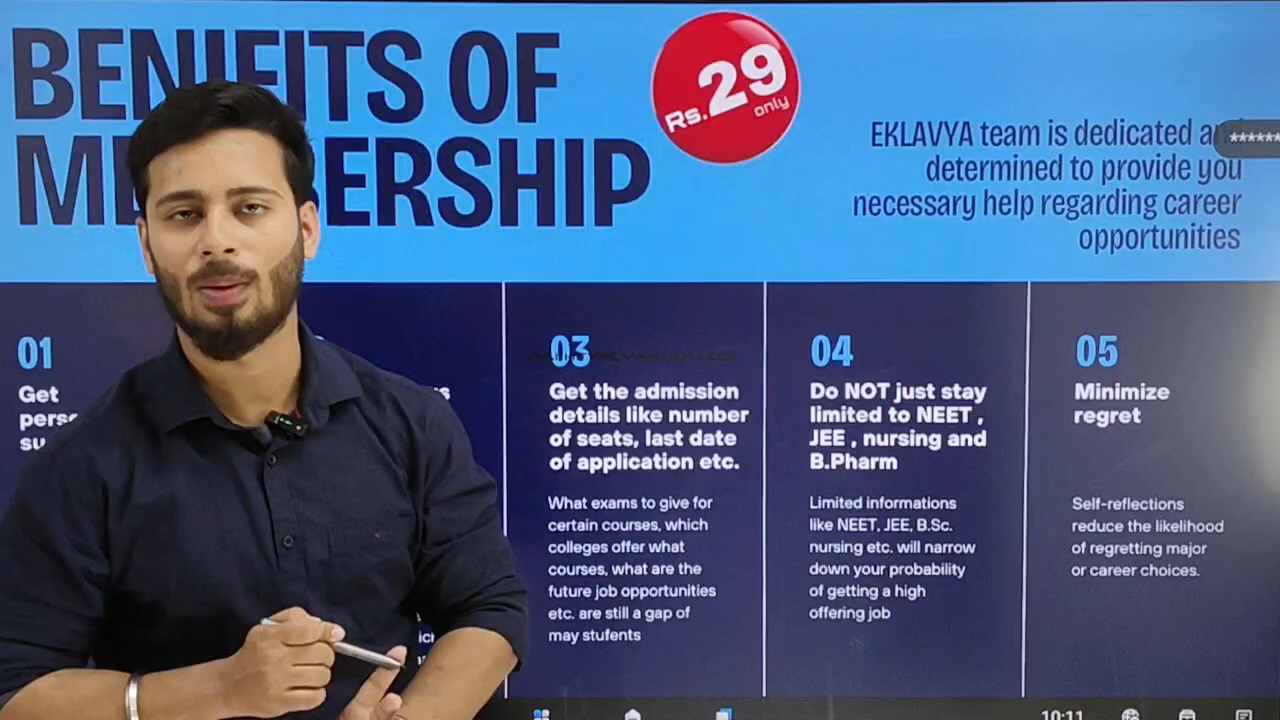 BENIFITS OF
MEMBERSHIP
Rs.29
only
EKLAVYA team is dedicated
determined to provide you
necessary help regarding career
opportunities
*******
01
Get
03
Get the admission
details like number
of seats, last date
of application etc.
What exams to give for
certain courses, which
colleges offer what
courses, what are the
future job opportunities
etc. are still a gap of
may stufents
04
Do NOT just stay
limited to NEET ,
JEE , nursing and
B.Pharm
Limited informations
like NEET, JEE, B.Sc.
nursing etc. will narrow
down your probability
of getting a high
offering job
05
Minimize
regret
Self-reflections
reduce the likelihood
of regretting major
or career choices.
10:11